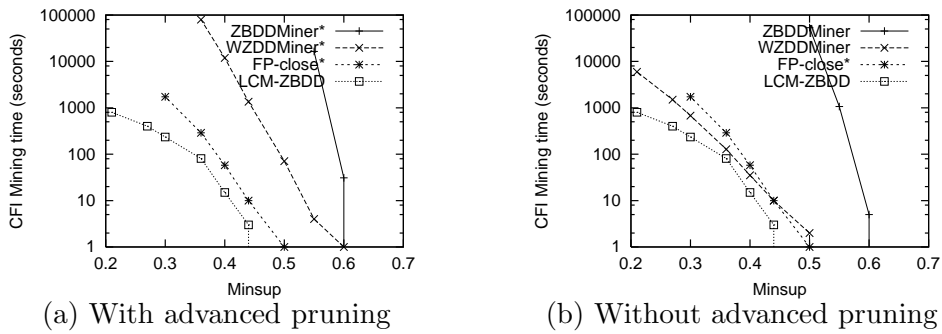 100000
10000
1000
100
10
1
0.2 0.3 0.4 0.5 0.6 0.7
CFI Mining time (seconds)
Minsup
ZBDDMiner*
WZDDMiner*
FP-close*
LCM-ZBDD
(a) With advanced pruning
100000
10000
1000
100
10
1
0.2 0.3 0.4 0.5 0.6 0.7
CFI Mining time (seconds)
Minsup
ZBDDMiner
WZDDMiner
FP-close*
LCM-ZBDD
(b) Without advanced pruning